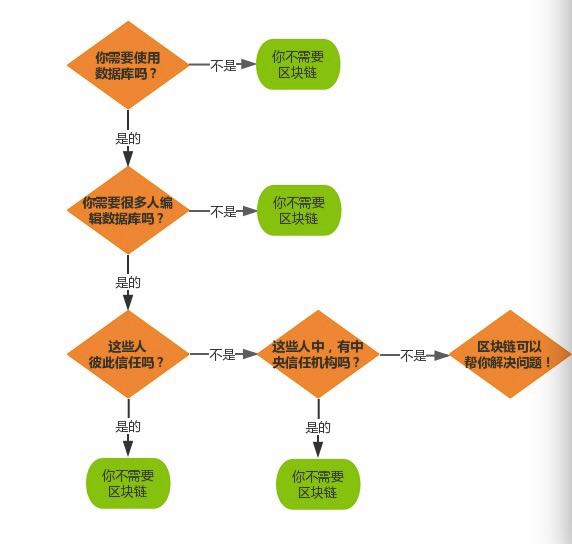 你需要使用
数据库吗？
不是
你不需要
区块链
是的
你需要很多人编
辑数据库吗？
不是
你不需要
区块链
是的
这些人
彼此信任吗？
不是
这些人中，有中
央信任机构吗？
不是
区块链可以
帮你解决问题！
是的
是的
你不需要
区块链
你不需要
区块链